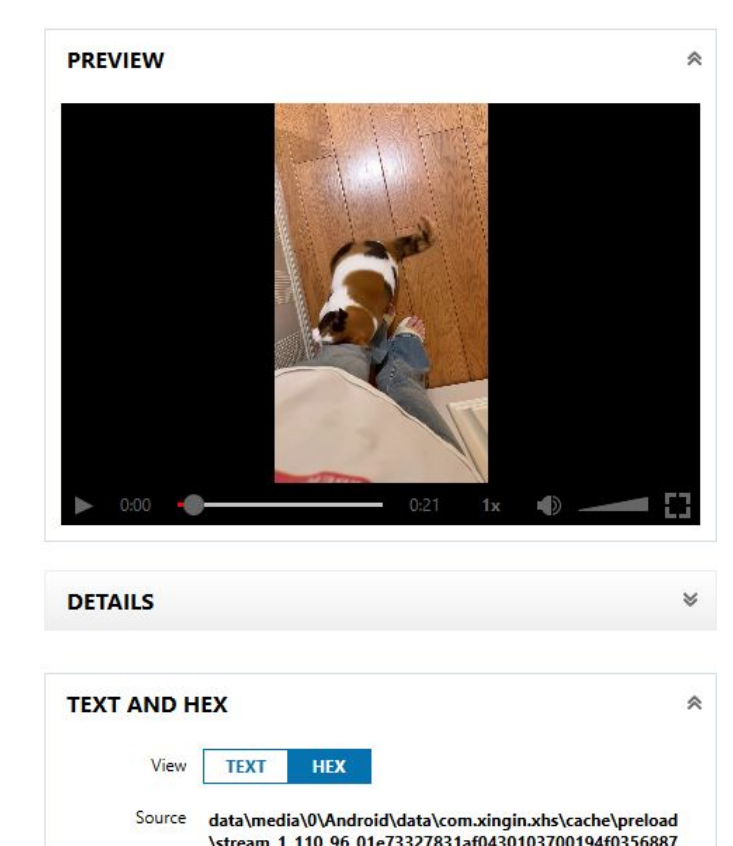 PREVIEW
0:00
0:21
1x
DETAILS
TEXT AND HEX
View
TEXT
HEX
Source
data\media\0\Android\data\com.xingin.xhs\cache\preload
\stream_1_110_96_01e73327831af0430103700194f0356887